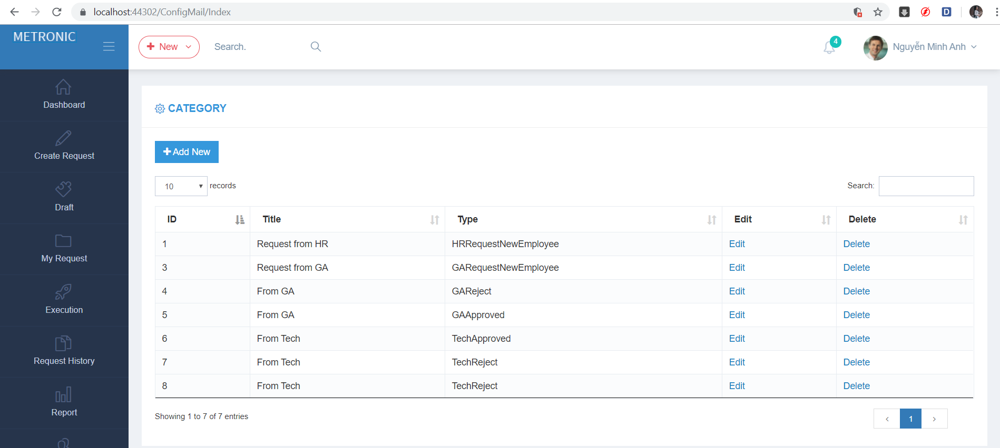 localhost:44302/ConfigMail/Index
D
METRONIC
New
Search.
4
Nguyễn Minh Anh
Dashboard
Create Request
Draft
My Request
Execution
Request History
Report
CATEGORY
Add New
10 records
Search:
ID Title Type Edit Delete
1 Request from HR HRRequestNewEmployee Edit Delete
3 Request from GA GARequestNewEmployee Edit Delete
4 From GA GAReject Edit Delete
5 From GA GAApproved Edit Delete
6 From Tech TechApproved Edit Delete
7 From Tech TechReject Edit Delete
8 From Tech TechReject Edit Delete
Showing 1 to 7 of 7 entries
‹ 1 ›